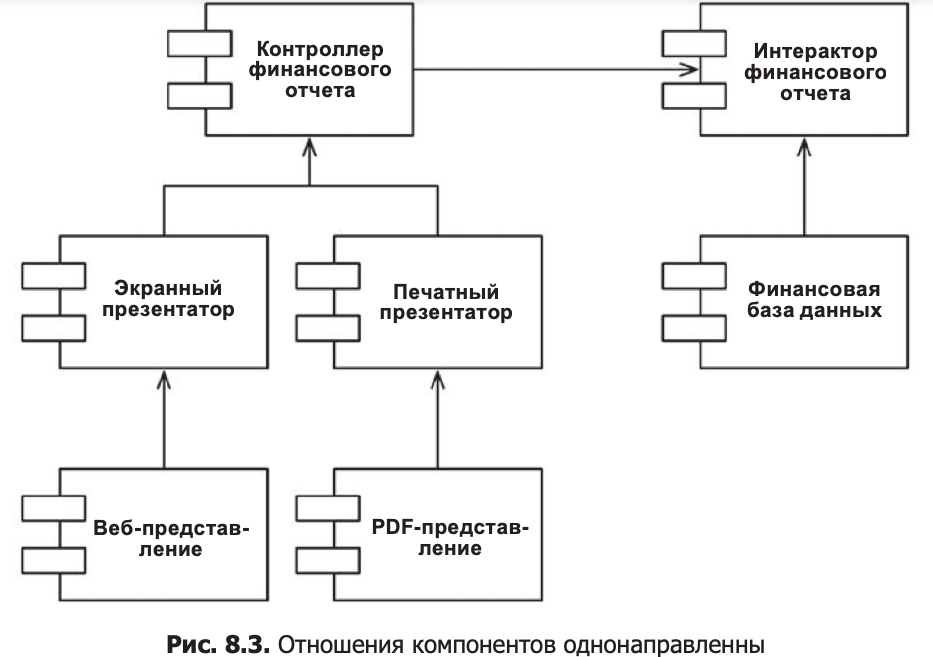 Контроллер
финансового
отчета
Интерактор
финансового
отчета
Экранный
презентатор
Печатный
презентатор
Финансовая
база данных
Веб-представ-
ление
PDF-представ-
ление
Рис. 8.3. Отношения компонентов однонаправленны